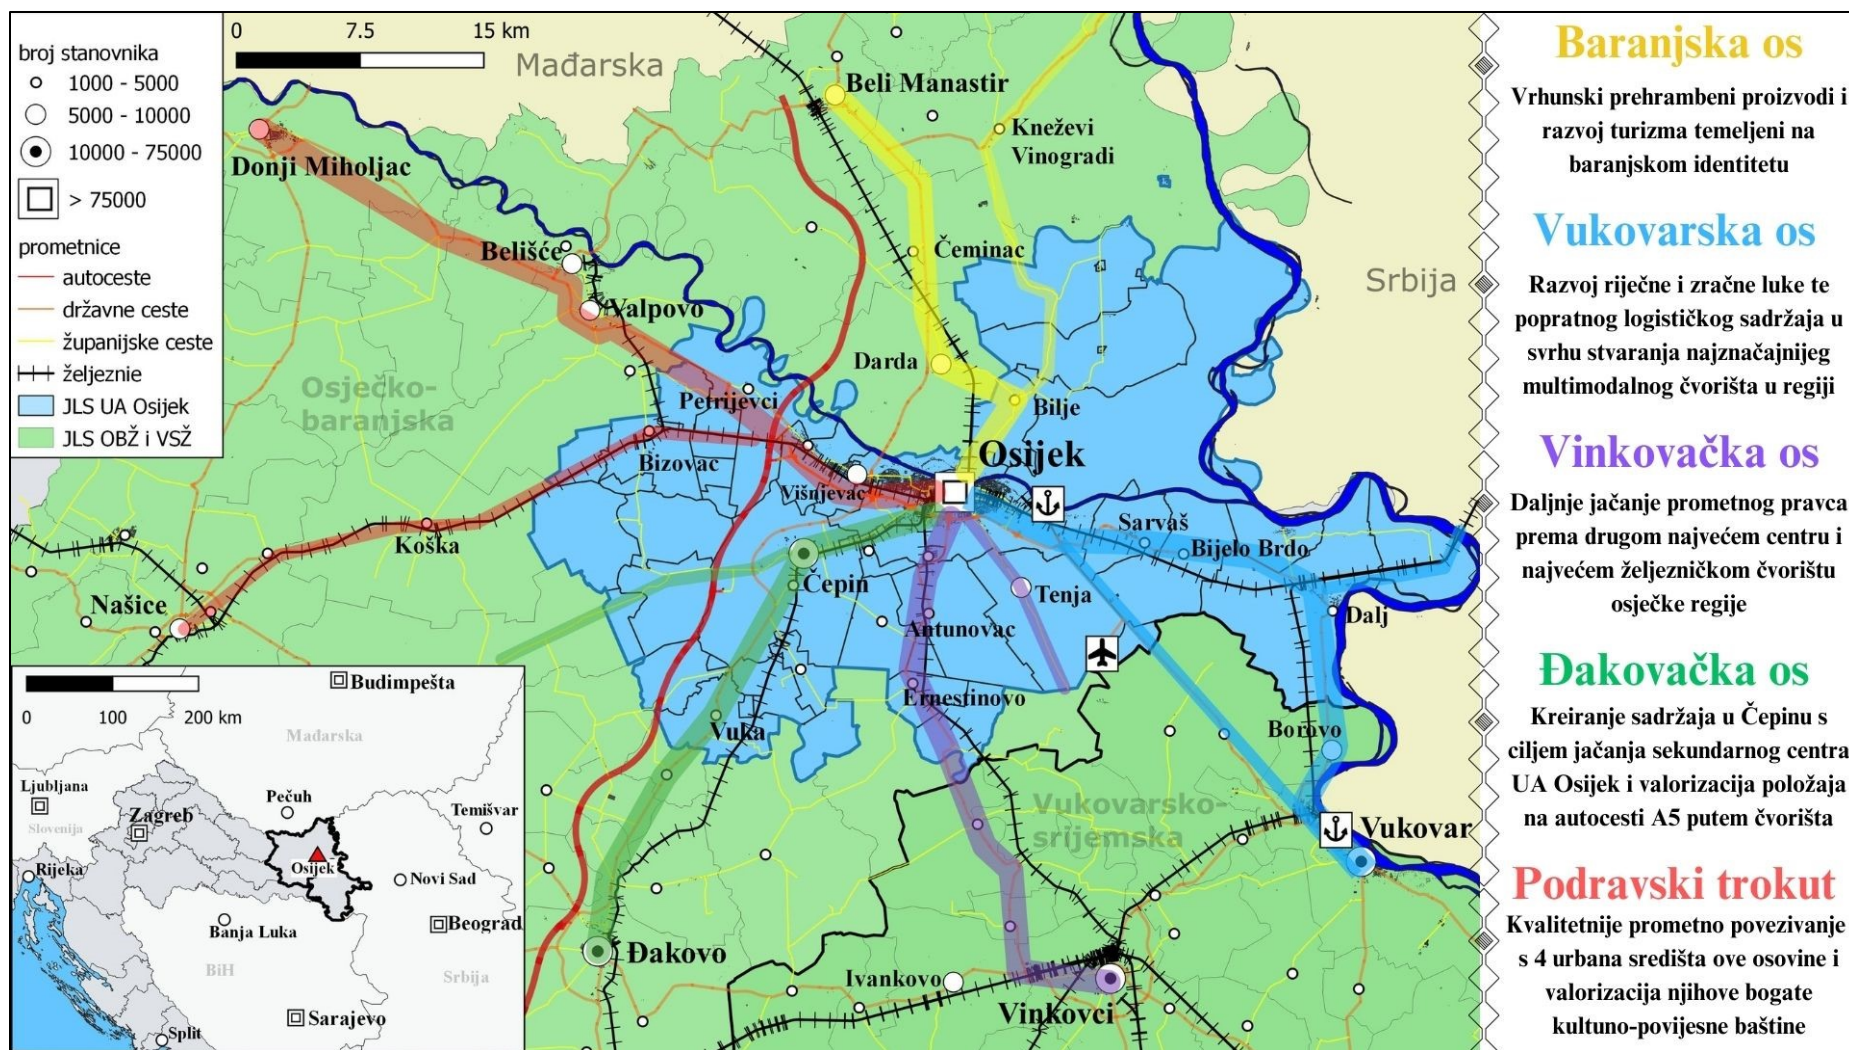 broj stanovnika
1000 - 5000
5000 - 10000
10000 - 75000
> 75000
prometnice
autoceste
državne ceste
županijske ceste
željeznie
JLS UA Osijek
JLS OBŽ i VSŽ
0 7.5 15 km
Mađarska
Srbija
Osječko-
baranjska
Vukovarsko-
srijemska
Beli Manastir
Kneževi
Vinogradi
Donji Miholjac
Belišće
Čeminac
Valpovo
Darda
Petrijevci
Bilje
Bizovac
Osijek
Višnjevac
Sarvaš
Koška
Bijelo Brdo
Čepin
Tenja
Našice
Dalj
Antunovac
Ernestinovo
Vuka
Borovo
Vukovar
Đakovo
Ivankovo
Vinkovci
0 100 200 km
Budimpešta
Mađarska
Ljubljana
Slovenija
Zagreb
Pečuh
Temišvar
Rijeka
Osijek
Novi Sad
Banja Luka
Beograd
BiH
Srbija
Sarajevo
Split
Baranjska os
Vrhunski prehrambeni proizvodi i
razvoj turizma temeljeni na
baranjskom identitetu
Vukovarska os
Razvoj riječne i zračne luke te
popratnog logističkog sadržaja u
svrhu stvaranja najznačajnijeg
multimodalnog čvorišta u regiji
Vinkovačka os
Daljnje jačanje prometnog pravca
prema drugom najvećem centru i
najvećem željezničkom čvorištu
osječke regije
Đakovačka os
Kreiranje sadržaja u Čepinu s
ciljem jačanja sekundarnog centra
UA Osijek i valorizacija položaja
na autocesti A5 putem čvorišta
Podravski trokut
Kvalitetnije prometno povezivanje
s 4 urbana središta ove osovine i
valorizacija njihove bogate
kultuno-povijesne baštine